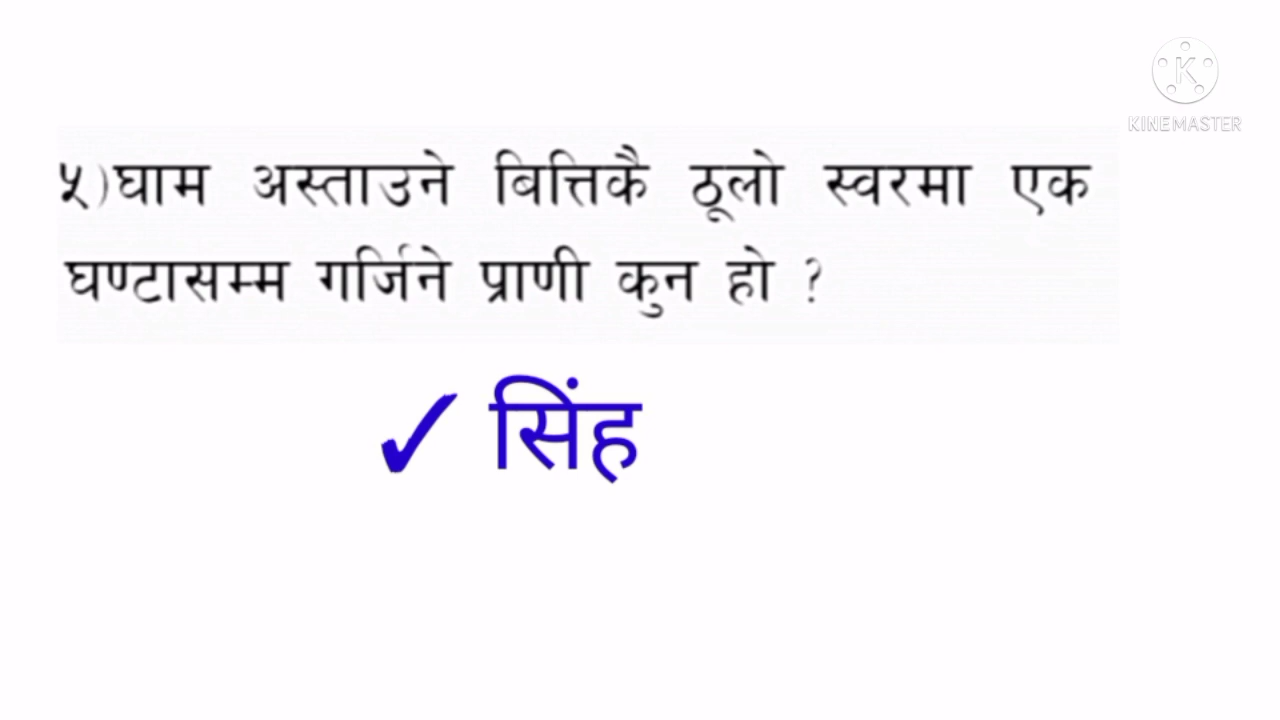 ५)घाम अस्ताउने बित्तिकै ठूलो स्वरमा एक
घण्टासम्म गर्जिने प्राणी कुन हो ?
✓ सिंह
K
KINEMASTER